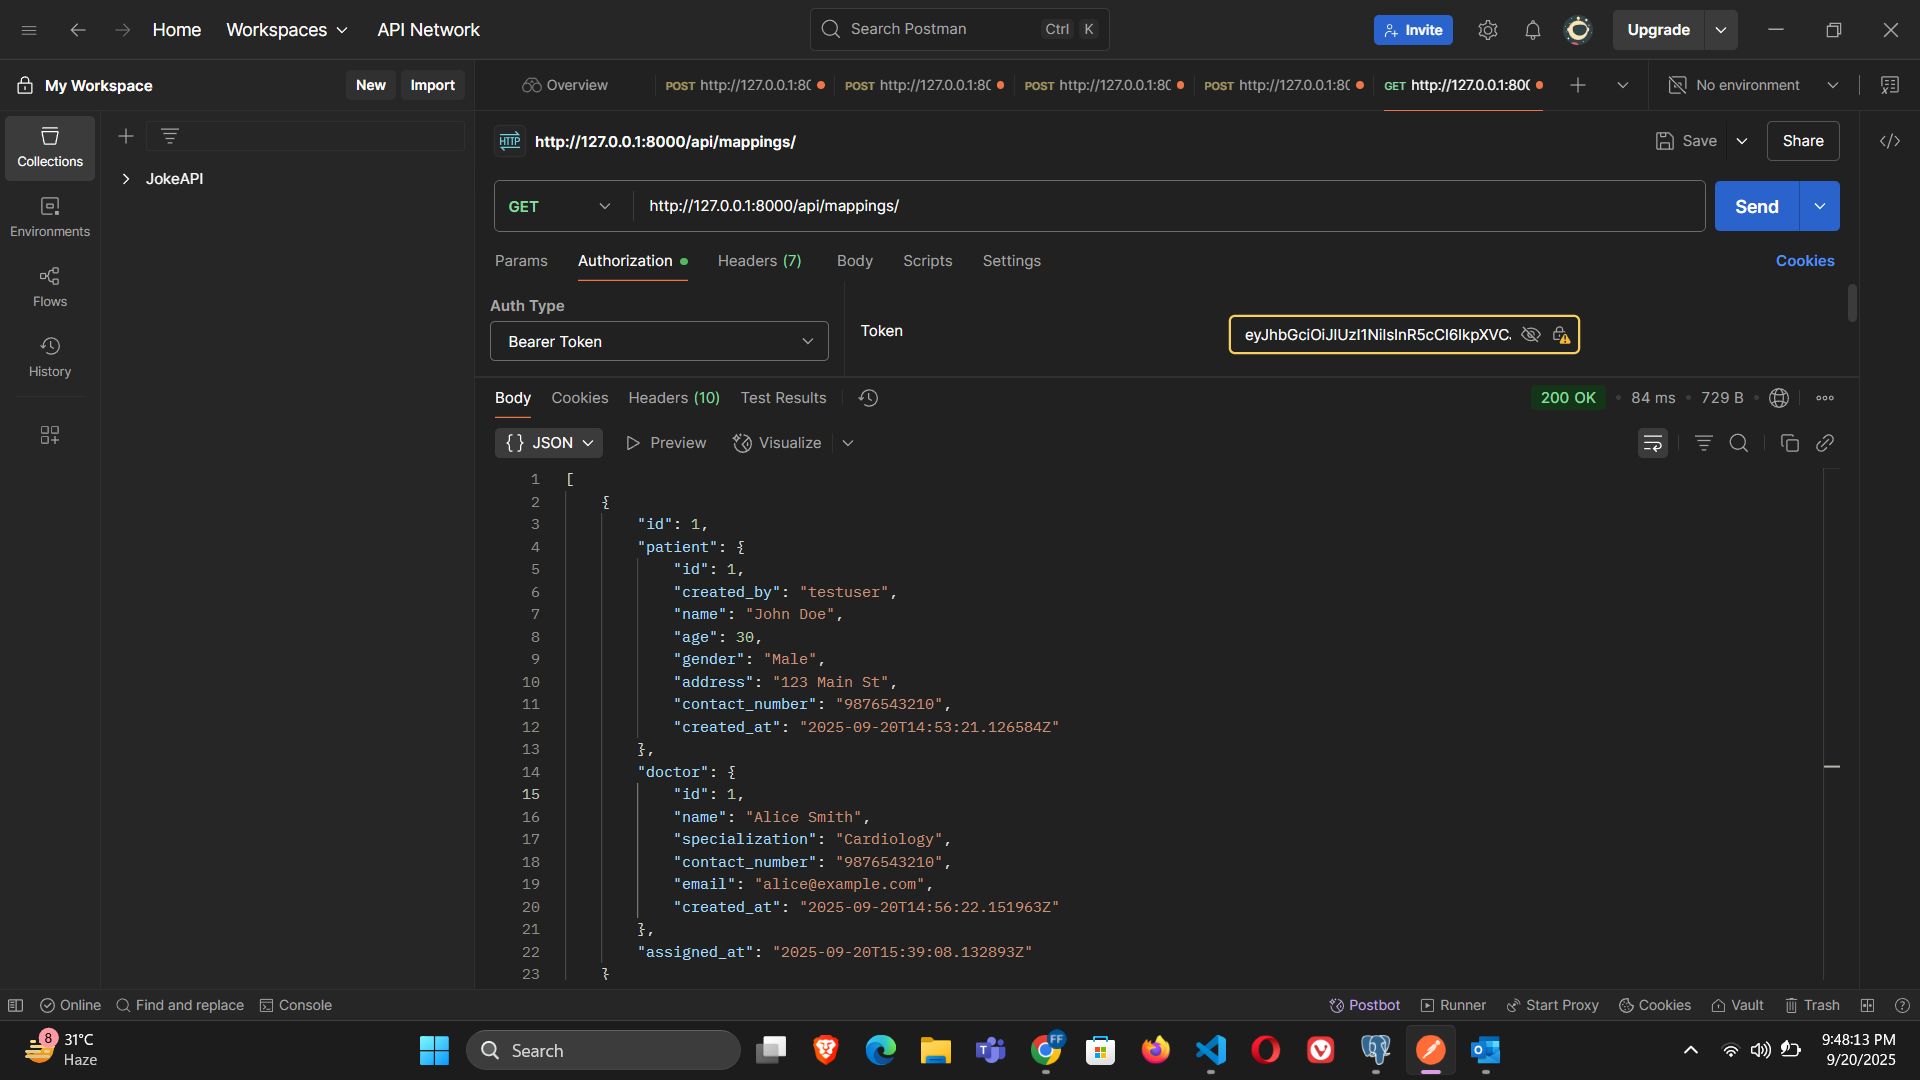 Home
Workspaces
API Network
Search Postman
Ctrl
K
Invite
Upgrade
My Workspace
New
Import
Overview
POST http://127.0.0.1:8(
POST http://127.0.0.1:8(
POST http://127.0.0.1:8(
POST http://127.0.0.1:8(
GET http://127.0.0.1:800
No environment
Collections
Environments
Flows
History
JokeAPI
HTTP
http://127.0.0.1:8000/api/mappings/
Save
Share
GET
http://127.0.0.1:8000/api/mappings/
Send
Params
Authorization
Headers (7)
Body
Scripts
Settings
Cookies
Auth Type
Bearer Token
Token
eyJhbGciOiJIUzI1NiIsInR5cCI6IkpXVC.
Body
Cookies
Headers (10)
Test Results
200 OK
84 ms
729 B
{} JSON
Preview
Visualize
1 [
2 {
3 "id": 1,
4 "patient": {
5 "id": 1,
6 "created_by": "testuser",
7 "name": "John Doe",
8 "age": 30,
9 "gender": "Male",
10 "address": "123 Main St",
11 "contact_number": "9876543210",
12 "created_at": "2025-09-20T14:53:21.126584Z"
13 },
14 "doctor": {
15 "id": 1,
16 "name": "Alice Smith",
17 "specialization": "Cardiology",
18 "contact_number": "9876543210",
19 "email": "alice@example.com",
20 "created_at": "2025-09-20T14:56:22.151963Z"
21 },
22 "assigned_at": "2025-09-20T15:39:08.132893Z"
23 }
Online
Find and replace
Console
Postbot
Runner
Start Proxy
Cookies
Vault
Trash
8
31°C
Haze
Search
FF
9:48:13 PM
9/20/2025